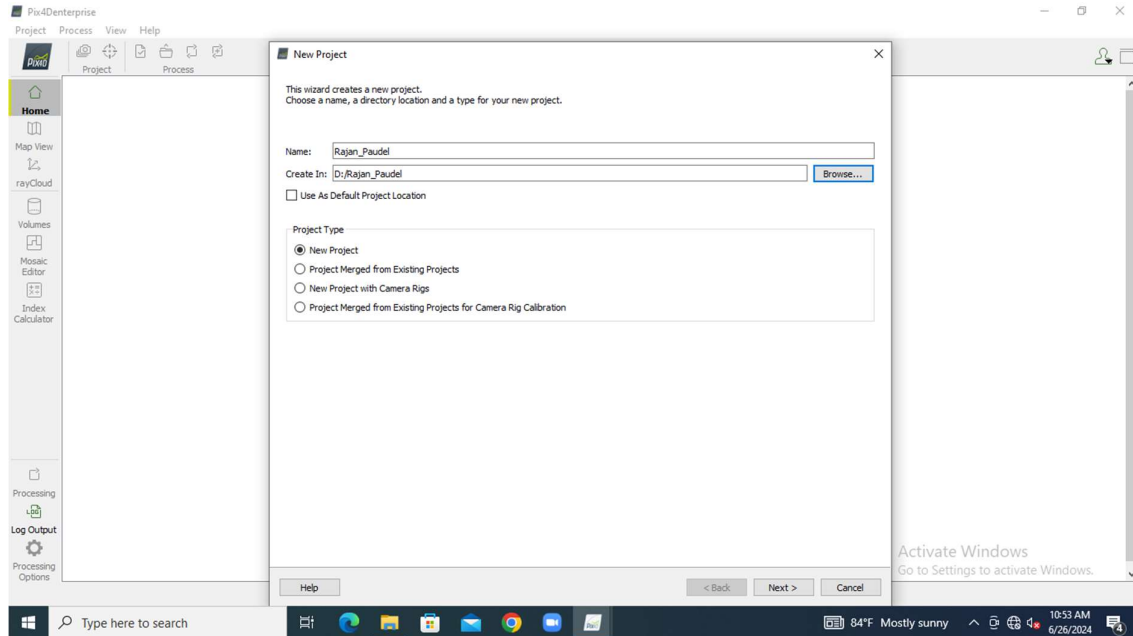 Pix4Denterprise
Project Process View Help
PIX4D
Project Process
Home
Map View
rayCloud
Volumes
Mosaic
Editor
Index
Calculator
Processing
LOG
Log Output
Processing
Options
New Project
This wizard creates a new project.
Choose a name, a directory location and a type for your new project.
Name: Rajan_Paudel
Create In: D:/Rajan_Paudel Browse...
Use As Default Project Location
Project Type
New Project
Project Merged from Existing Projects
New Project with Camera Rigs
Project Merged from Existing Projects for Camera Rig Calibration
Help < Back Next > Cancel
Activate Windows
Go to Settings to activate Windows.
Type here to search
84°F Mostly sunny
10:53 AM
6/26/2024
4